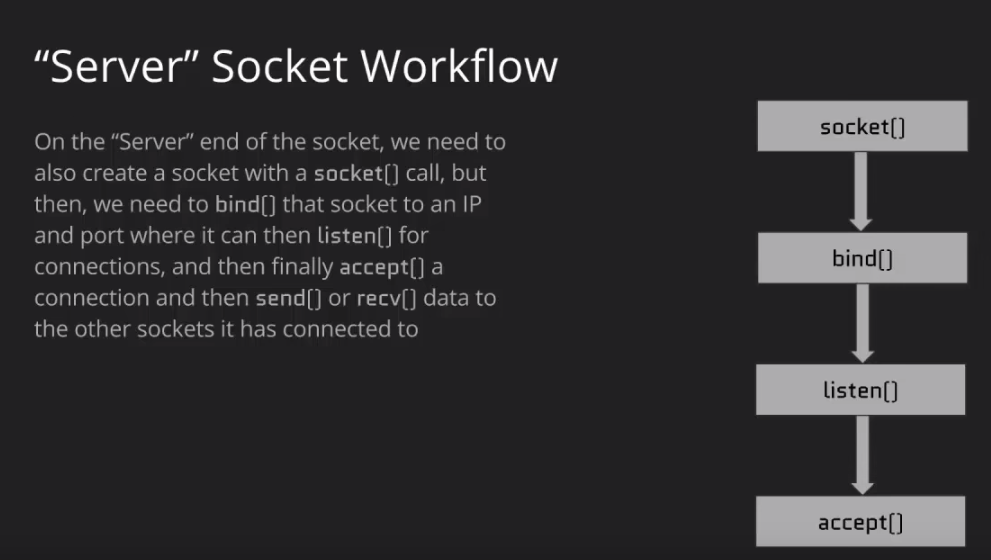 “Server” Socket Workflow
On the “Server” end of the socket, we need to
also create a socket with a socket() call, but
then, we need to bind() that socket to an IP
and port where it can then listen() for
connections, and then finally accept() a
connection and then send() or recv() data to
the other sockets it has connected to
socket()
bind()
listen()
accept()